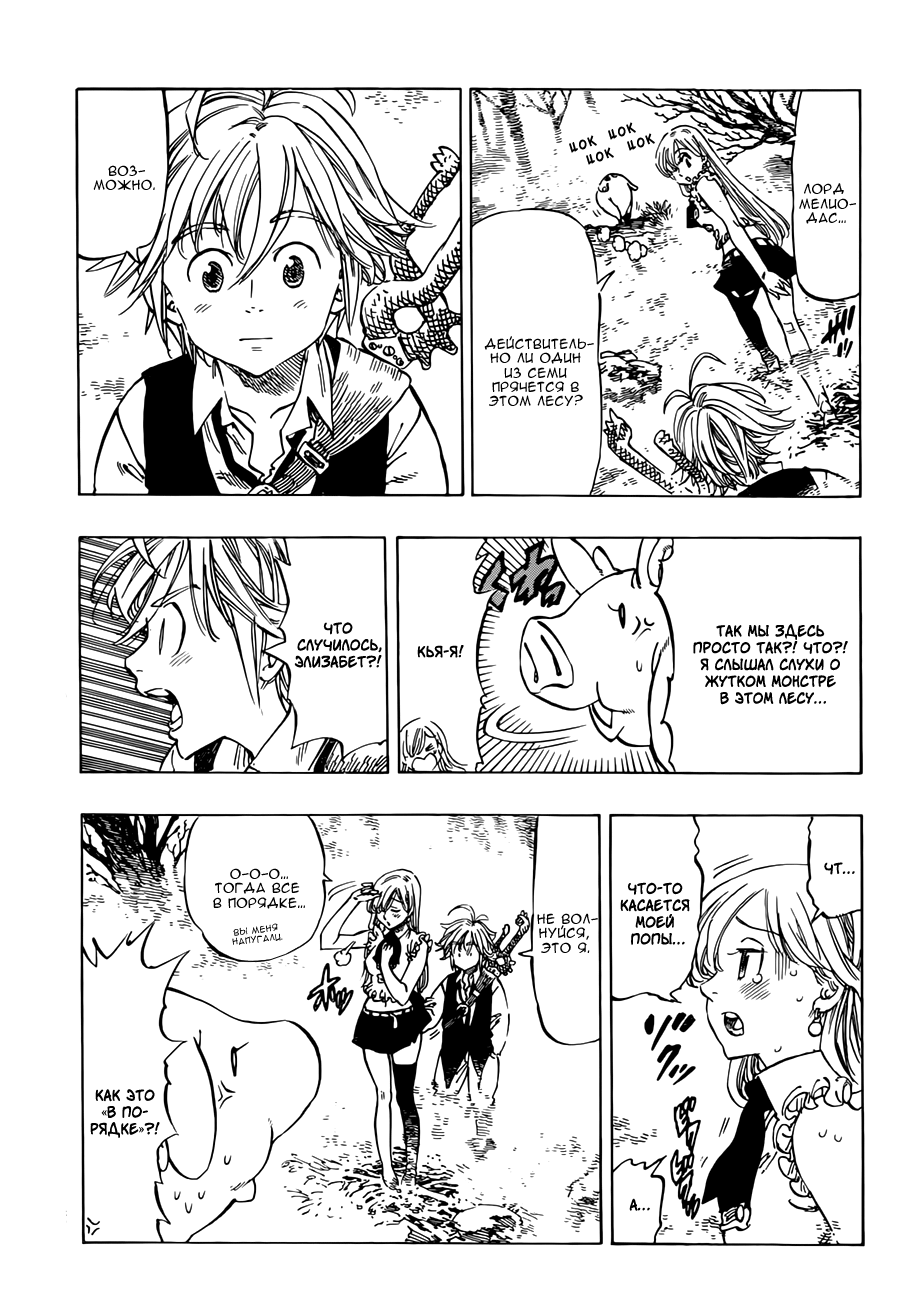 ЛОРД
МЕЛИО-
ДАС...
ЦОК ЦОК
ЦОК ЦОК
ДЕЙСТВИТЕЛЬ-
НО ЛИ ОДИН
ИЗ СЕМИ
ПРЯЧЕТСЯ В
ЭТОМ ЛЕСУ?
ВОЗ-
МОЖНО.
ТАК МЫ ЗДЕСЬ
ПРОСТО ТАК?! ЧТО?!
Я СЛЫШАЛ СЛУХИ О
ЖУТКОМ МОНСТРЕ
В ЭТОМ ЛЕСУ...
КЬЯ-Я!
ЧТО
СЛУЧИЛОСЬ,
ЭЛИЗАБЕТ?!
ЧТ...
ЧТО-ТО
КАСАЕТСЯ
МОЕЙ
ПОПЫ...
А...
НЕ ВОЛ-
НУЙСЯ,
ЭТО Я.
О-О-О...
ТОГДА ВСЕ
В ПОРЯДКЕ...
ВЫ МЕНЯ
НАПУГАЛИ.
КАК ЭТО
«В ПО-
РЯДКЕ»?!